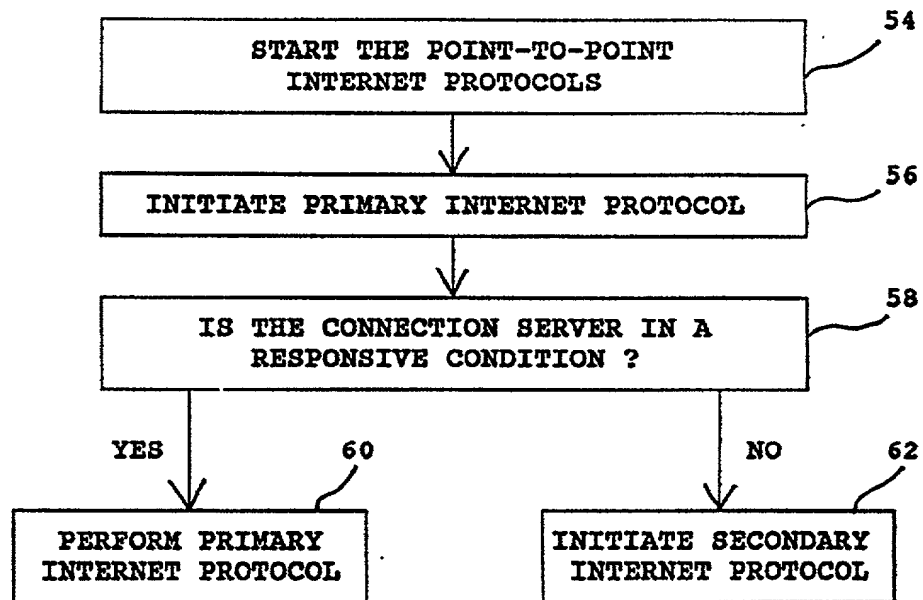 54
START THE POINT-TO-POINT
INTERNET PROTOCOLS
56
INITIATE PRIMARY INTERNET PROTOCOL
58
IS THE CONNECTION SERVER IN A
RESPONSIVE CONDITION ?
YES
60
NO
62
PERFORM PRIMARY
INTERNET PROTOCOL
INITIATE SECONDARY
INTERNET PROTOCOL